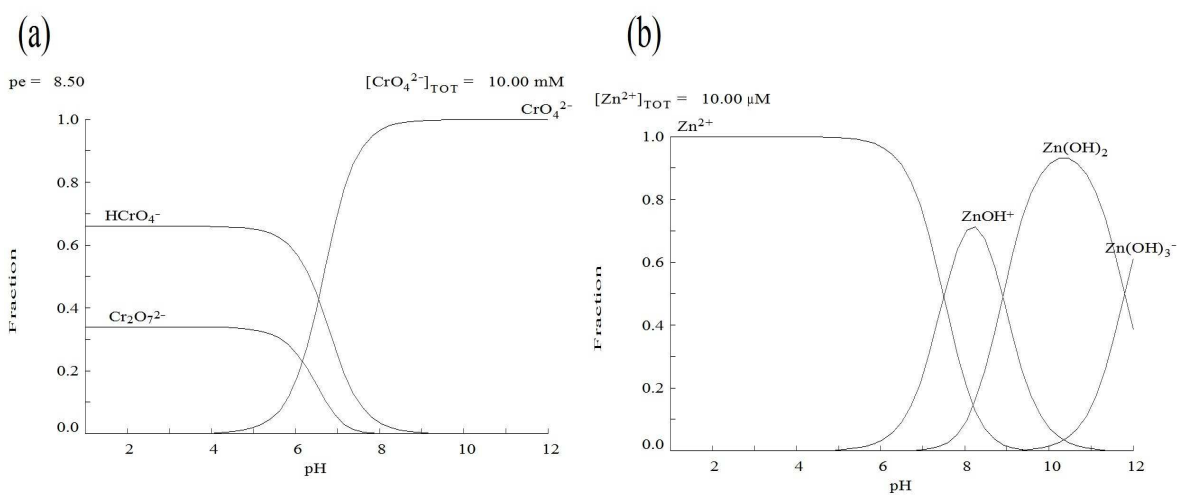 (a)
pe = 8.50
[CrO₄²⁻]TOT = 10.00 mM
CrO₄²⁻
1.0
0.8
HCrO₄⁻
0.6
Fraction
0.4
Cr₂O₇²⁻
0.2
0.0
2 4 6 8 10 12
pH
(b)
[Zn²⁺]TOT = 10.00 µM
Zn²⁺
1.0
Zn(OH)₂
0.8
ZnOH⁺
Zn(OH)₃⁻
0.6
Fraction
0.4
0.2
0.0
2 4 6 8 10 12
pH